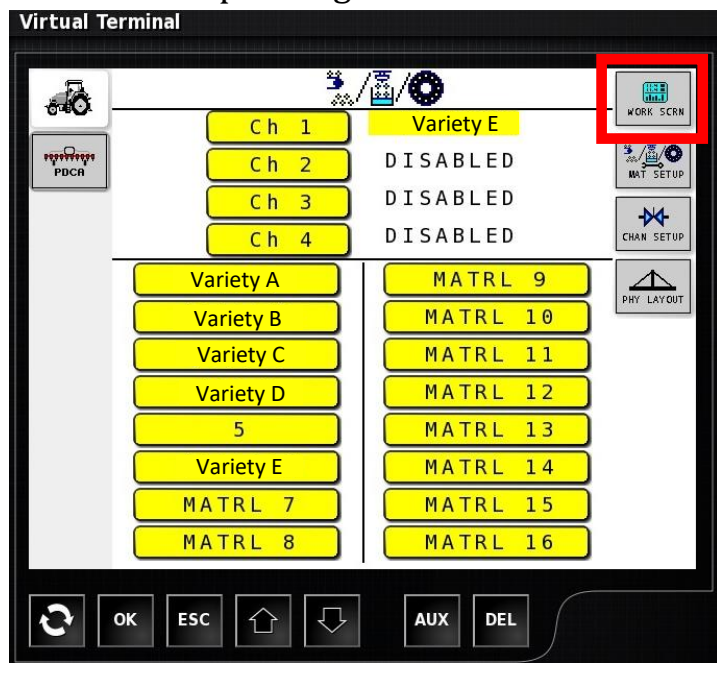 Virtual Terminal
WORK SCRN
Ch 1 Variety E
PDCA
Ch 2 DISABLED
MAT SETUP
Ch 3 DISABLED
Ch 4 DISABLED
CHAN SETUP
Variety A MATRL 9
PHY LAYOUT
Variety B MATRL 10
Variety C MATRL 11
Variety D MATRL 12
5 MATRL 13
Variety E MATRL 14
MATRL 7 MATRL 15
MATRL 8 MATRL 16
OK ESC AUX DEL